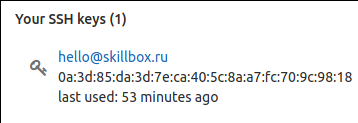 Your SSH keys (1)
hello@skillbox.ru
0a:3d:85:da:3d:7e:ca:40:5c:8a:a7:fc:70:9c:98:18
last used: 53 minutes ago